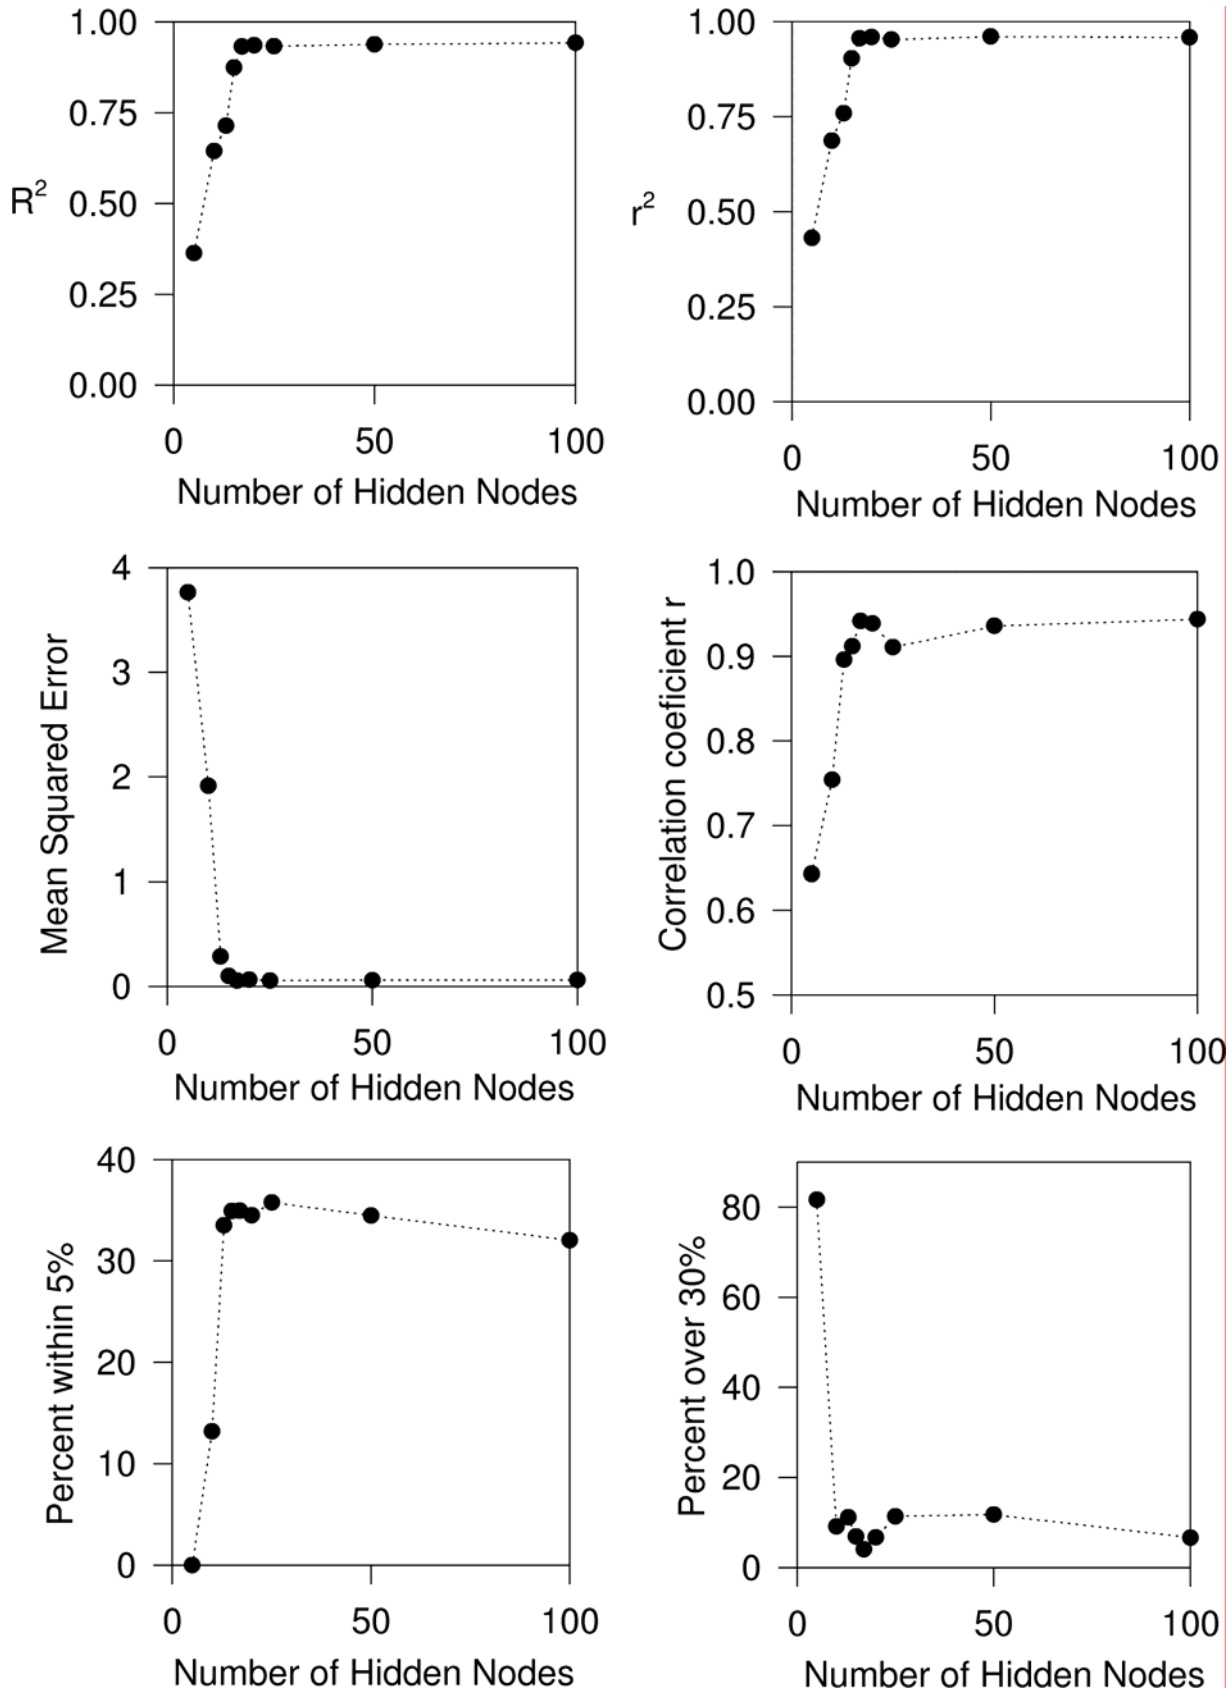 1.00
0.75
R² 0.50
0.25
0.00
0 50 100
Number of Hidden Nodes
1.00
0.75
r² 0.50
0.25
0.00
0 50 100
Number of Hidden Nodes
4
3
2
1
0
Mean Squared Error
0 50 100
Number of Hidden Nodes
1.0
0.9
0.8
0.7
0.6
0.5
Correlation coeficient r
0 50 100
Number of Hidden Nodes
40
30
20
10
0
Percent within 5%
0 50 100
Number of Hidden Nodes
80
60
40
20
0
Percent over 30%
0 50 100
Number of Hidden Nodes